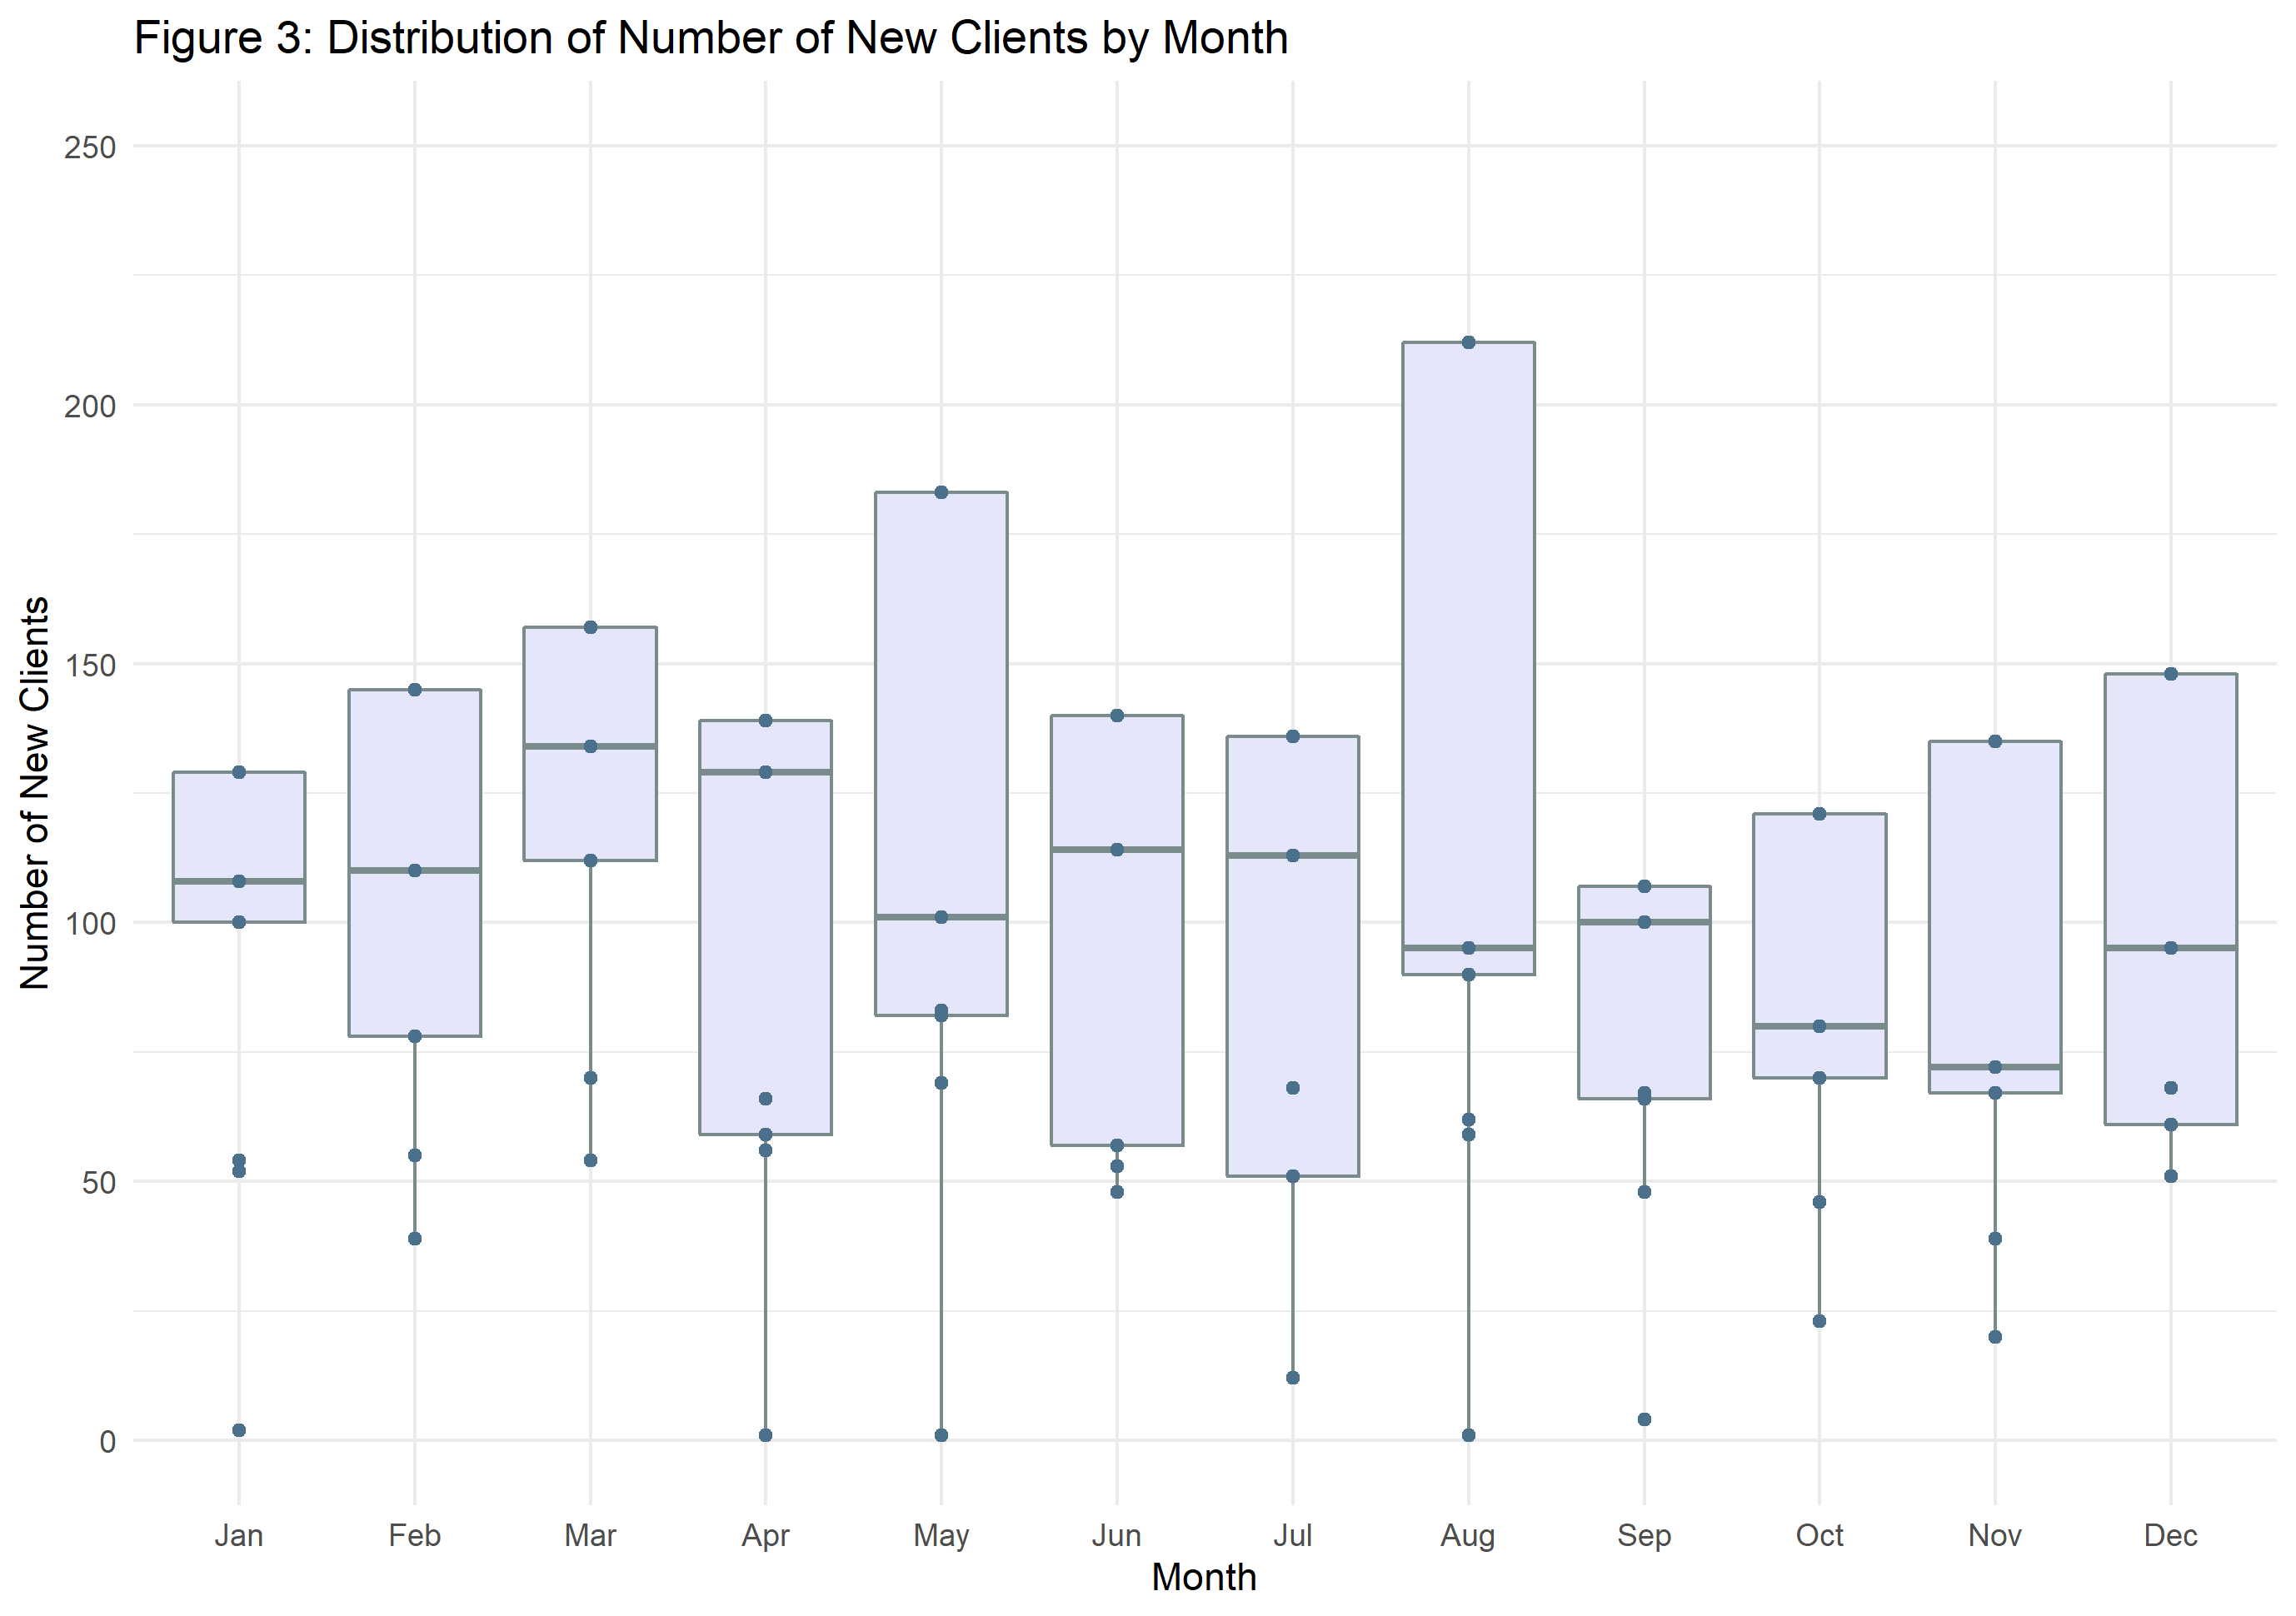 Figure 3: Distribution of Number of New Clients by Month
250
200
150
100
50
0
Number of New Clients
Jan Feb Mar Apr May Jun Jul Aug Sep Oct Nov Dec
Month